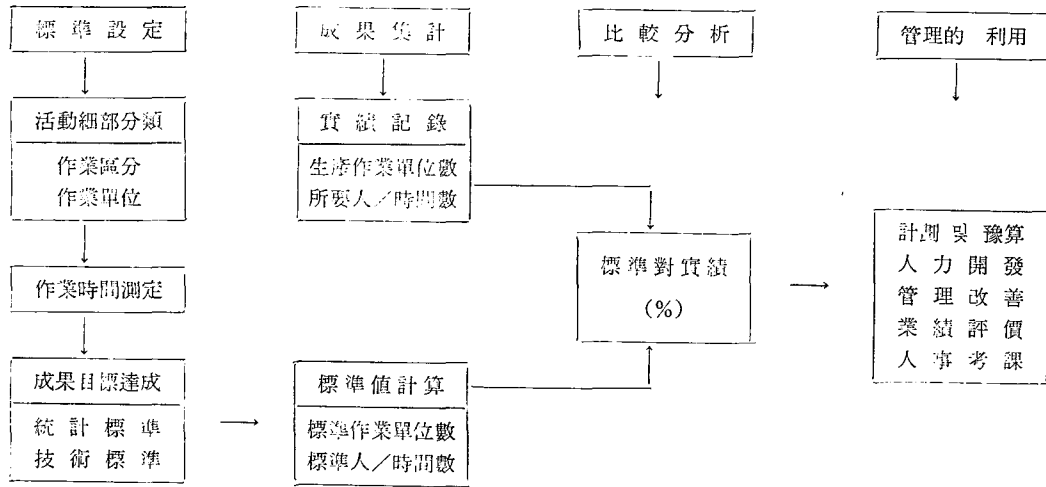 標準設定
成果集計
比較分析
管理的 利用
活動細部分類
作業區分
作業單位
作業時間測定
成果目標達成
統計標準
技術標準
實績記錄
生産作業單位數
所要人/時間數
標準値計算
標準作業單位數
標準人/時間數
標準對實績
(%)
計劃 및 豫算
人力開發
管理改善
業績評價
人事考課